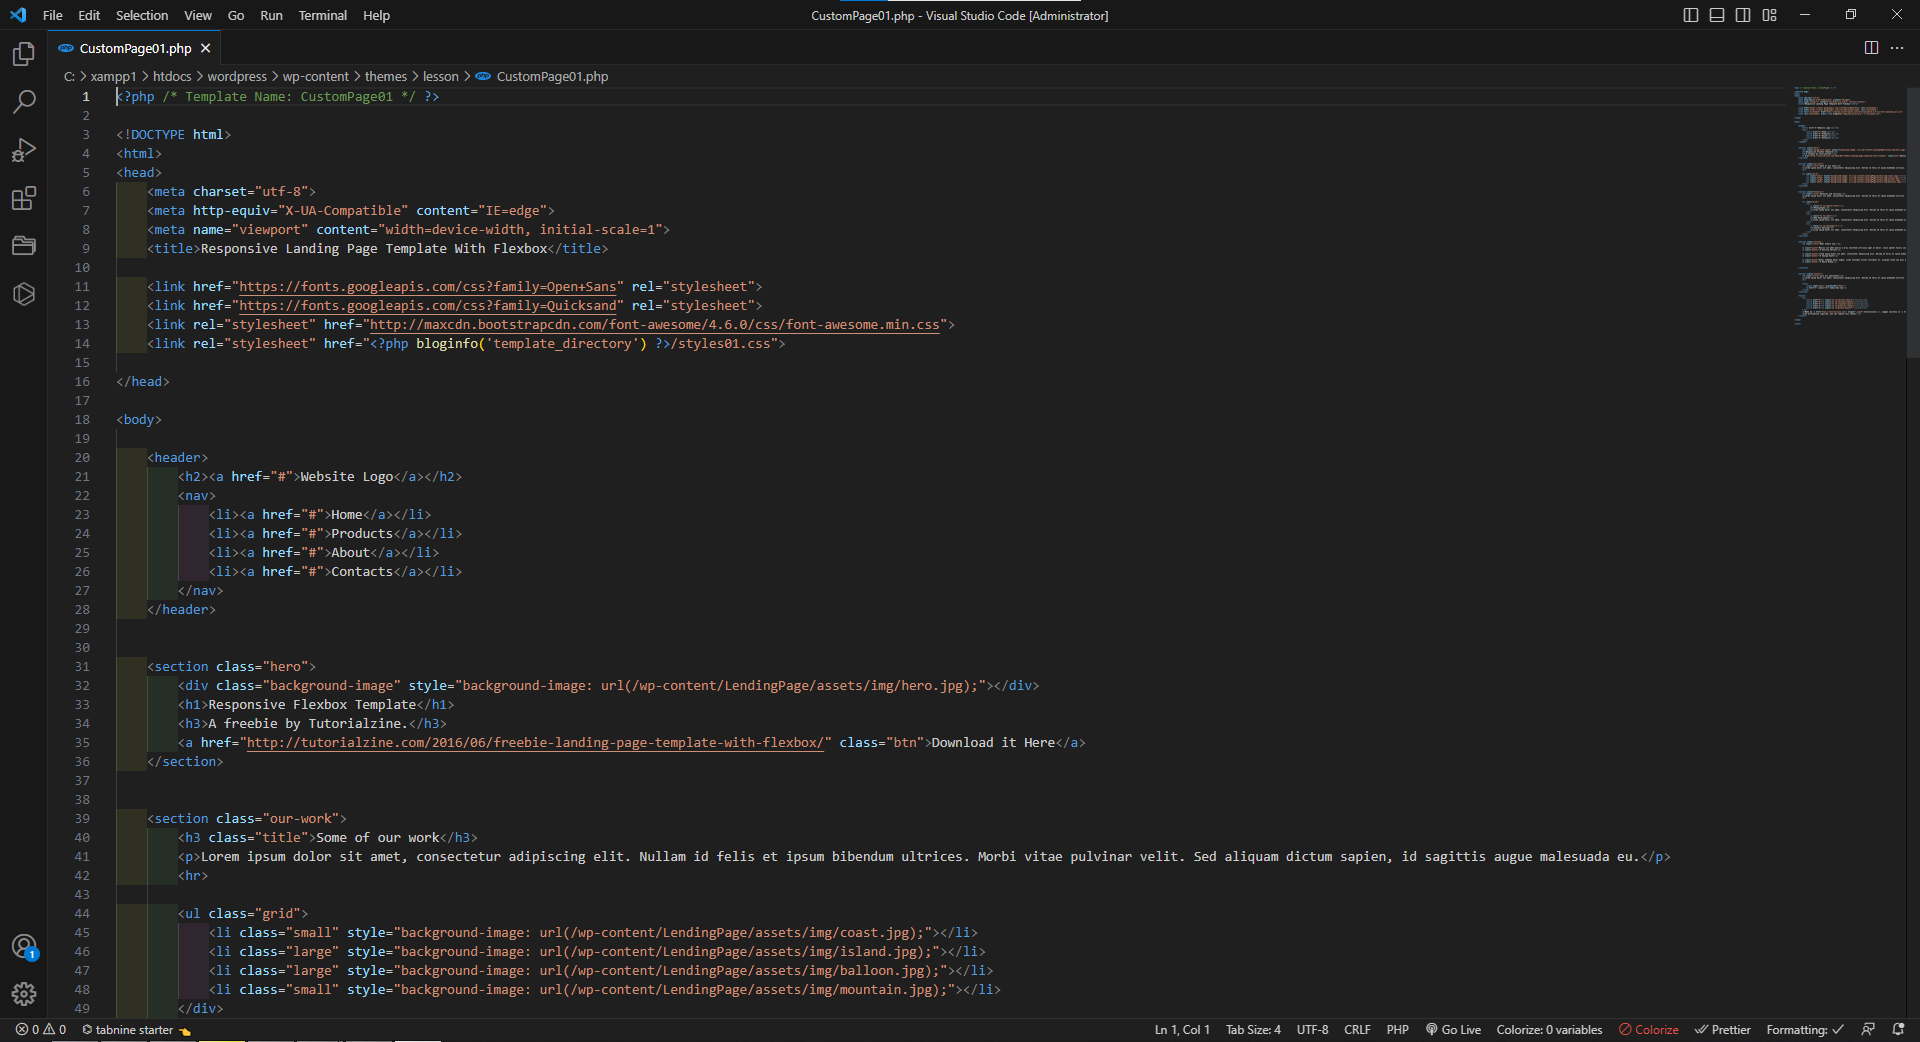 File Edit Selection View Go Run Terminal Help
CustomPage01.php - Visual Studio Code [Administrator]
CustomPage01.php
C: > xampp1 > htdocs > wordpress > wp-content > themes > lesson > CustomPage01.php
1 <?php /* Template Name: CustomPage01 */ ?>
2
3 <!DOCTYPE html>
4 <html>
5 <head>
6 <meta charset="utf-8">
7 <meta http-equiv="X-UA-Compatible" content="IE=edge">
8 <meta name="viewport" content="width=device-width, initial-scale=1">
9 <title>Responsive Landing Page Template With Flexbox</title>
10
11 <link href="https://fonts.googleapis.com/css?family=Open+Sans" rel="stylesheet">
12 <link href="https://fonts.googleapis.com/css?family=Quicksand" rel="stylesheet">
13 <link rel="stylesheet" href="http://maxcdn.bootstrapcdn.com/font-awesome/4.6.0/css/font-awesome.min.css">
14 <link rel="stylesheet" href="<?php bloginfo('template_directory') ?>/styles01.css">
15
16 </head>
17
18 <body>
19
20 <header>
21 <h2><a href="#">Website Logo</a></h2>
22 <nav>
23 <li><a href="#">Home</a></li>
24 <li><a href="#">Products</a></li>
25 <li><a href="#">About</a></li>
26 <li><a href="#">Contacts</a></li>
27 </nav>
28 </header>
29
30
31 <section class="hero">
32 <div class="background-image" style="background-image: url(/wp-content/LendingPage/assets/img/hero.jpg);"></div>
33 <h1>Responsive Flexbox Template</h1>
34 <h3>A freebie by Tutorialzine.</h3>
35 <a href="http://tutorialzine.com/2016/06/freebie-landing-page-template-with-flexbox/" class="btn">Download it Here</a>
36 </section>
37
38
39 <section class="our-work">
40 <h3 class="title">Some of our work</h3>
41 <p>Lorem ipsum dolor sit amet, consectetur adipiscing elit. Nullam id felis et ipsum bibendum ultrices. Morbi vitae pulvinar velit. Sed aliquam dictum sapien, id sagittis augue malesuada eu.</p>
42 <hr>
43
44 <ul class="grid">
45 <li class="small" style="background-image: url(/wp-content/LendingPage/assets/img/coast.jpg);"></li>
46 <li class="large" style="background-image: url(/wp-content/LendingPage/assets/img/island.jpg);"></li>
47 <li class="large" style="background-image: url(/wp-content/LendingPage/assets/img/balloon.jpg);"></li>
48 <li class="small" style="background-image: url(/wp-content/LendingPage/assets/img/mountain.jpg);"></li>
49 </div>
1
0 0 tabnine starter Ln 1, Col 1 Tab Size: 4 UTF-8 CRLF PHP Go Live Colorize: 0 variables Colorize Prettier Formatting: